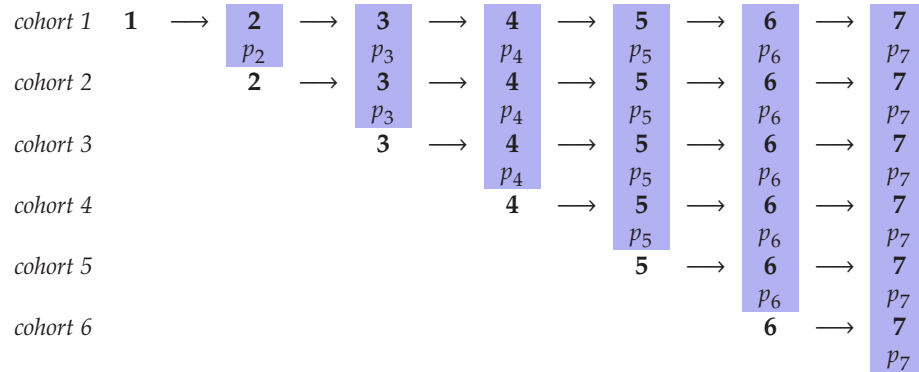 cohort 1 1 ⟶ 2 ⟶ 3 ⟶ 4 ⟶ 5 ⟶ 6 ⟶ 7
p₂ p₃ p₄ p₅ p₆ p₇
cohort 2 2 ⟶ 3 ⟶ 4 ⟶ 5 ⟶ 6 ⟶ 7
p₃ p₄ p₅ p₆ p₇
cohort 3 3 ⟶ 4 ⟶ 5 ⟶ 6 ⟶ 7
p₄ p₅ p₆ p₇
cohort 4 4 ⟶ 5 ⟶ 6 ⟶ 7
p₅ p₆ p₇
cohort 5 5 ⟶ 6 ⟶ 7
p₆ p₇
cohort 6 6 ⟶ 7
p₇